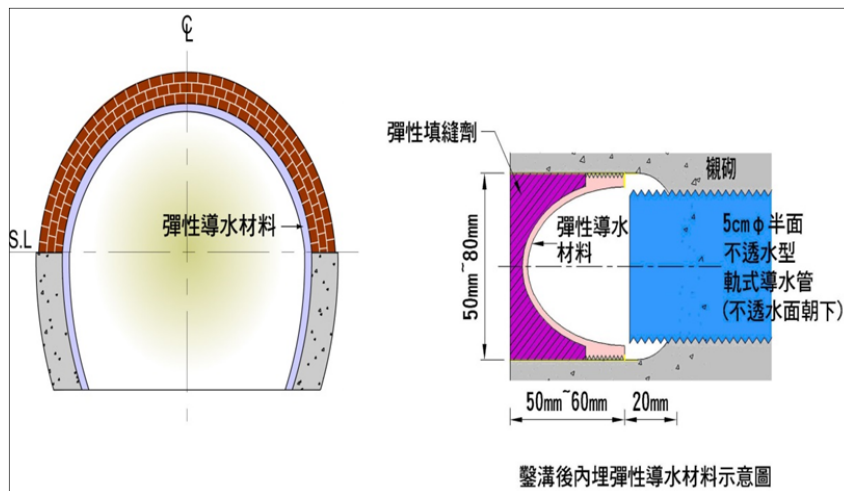 ℄
S.L
彈性導水材料
彈性填縫劑
襯砌
彈性導水
材料
5cmφ半面
不透水型
軌式導水管
(不透水面朝下)
50mm~80mm
50mm~60mm
20mm
鑿溝後內埋彈性導水材料示意圖